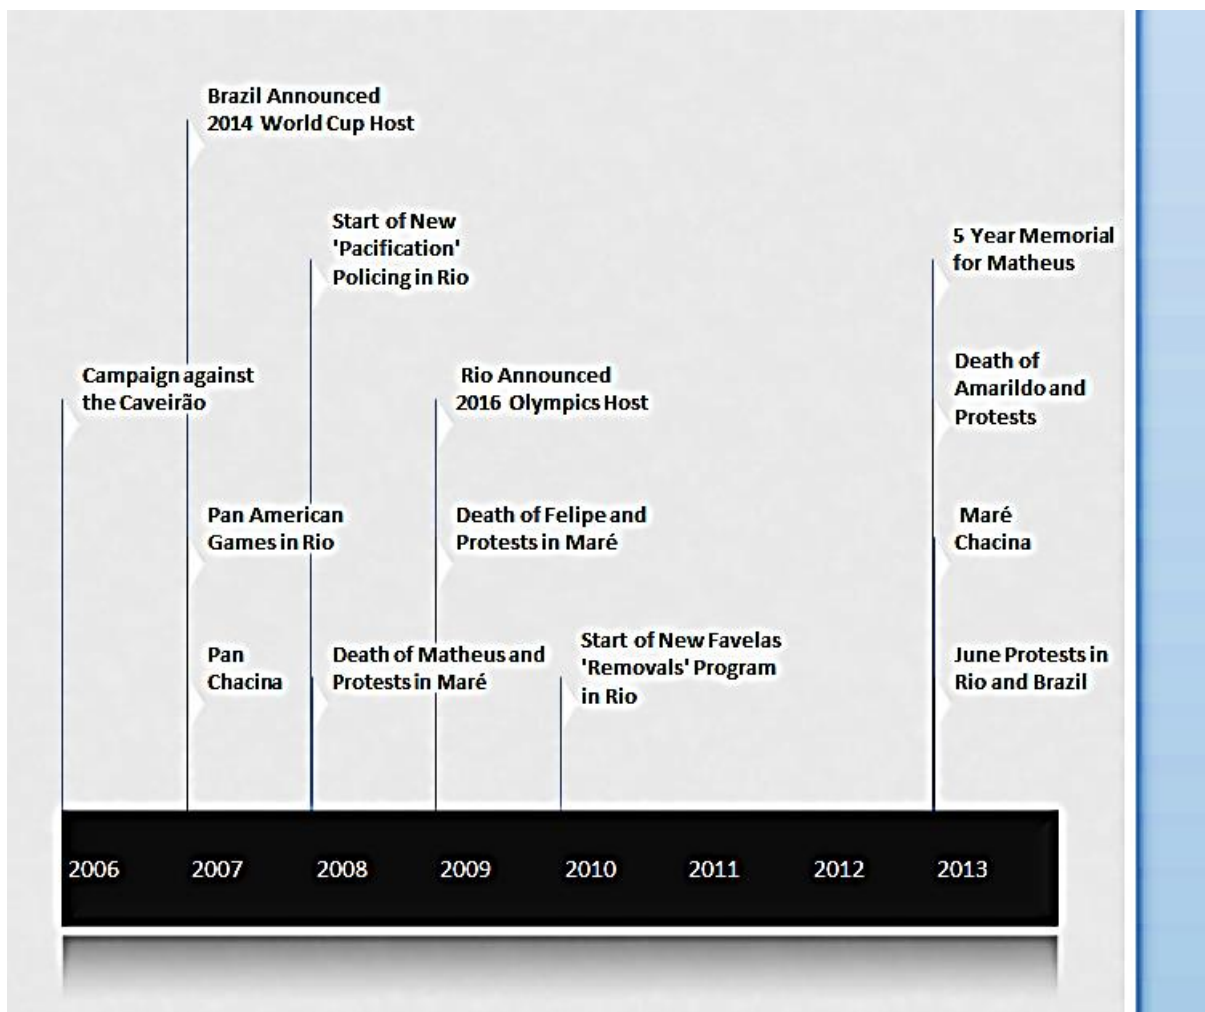 Brazil Announced
2014 World Cup Host
Start of New
'Pacification'
Policing in Rio
5 Year Memorial
for Matheus
Campaign against
the Caveirão
Rio Announced
2016 Olympics Host
Death of
Amarildo and
Protests
Pan American
Games in Rio
Death of Felipe and
Protests in Maré
Maré
Chacina
Pan
Chacina
Death of Matheus and
Protests in Maré
Start of New Favelas
'Removals' Program
in Rio
June Protests in
Rio and Brazil
2006 2007 2008 2009 2010 2011 2012 2013